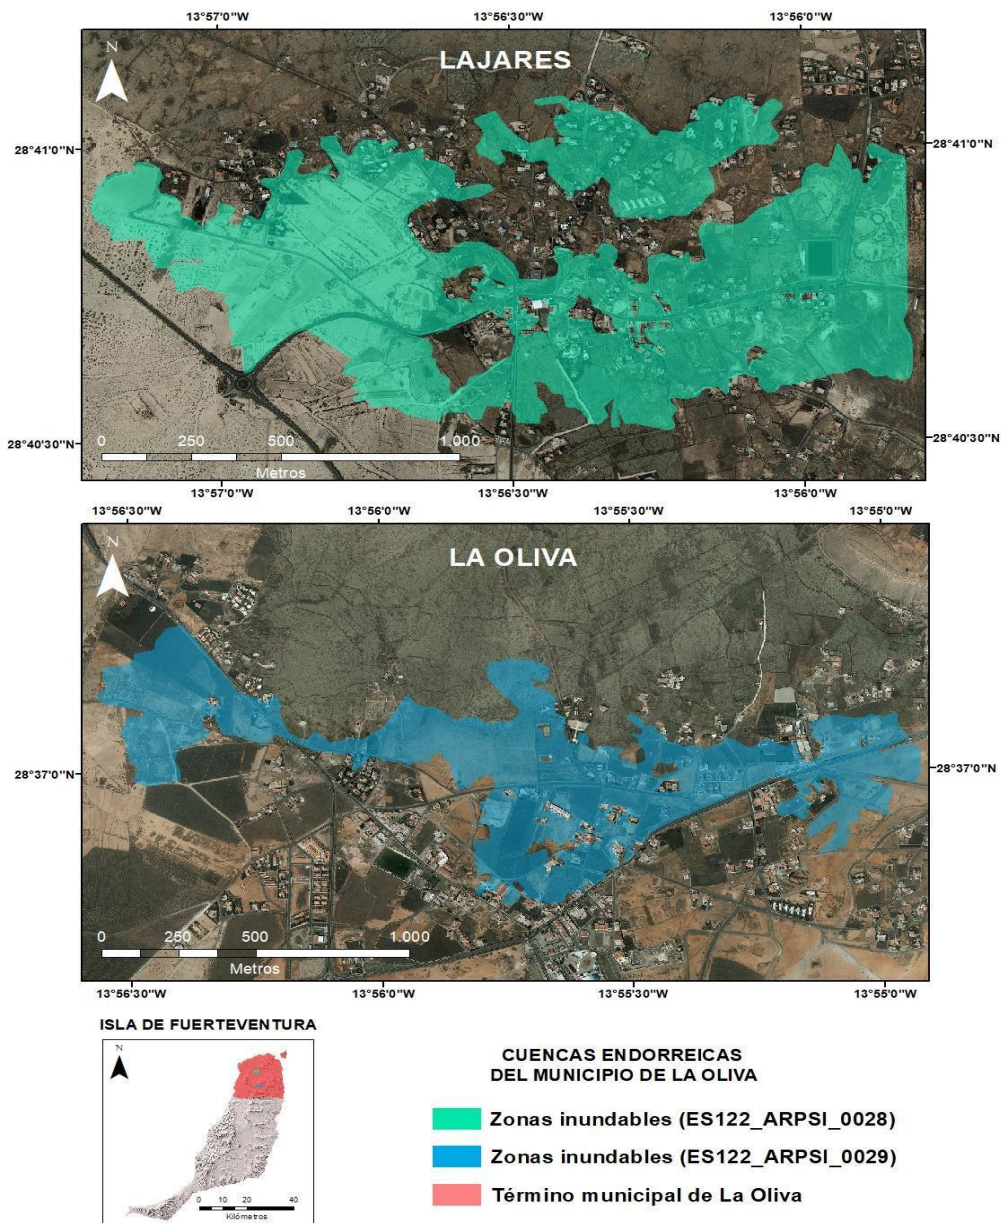 13°57'0"W 13°56'30"W 13°56'0"W
N
LAJARES
28°41'0"N 28°41'0"N
28°40'30"N 28°40'30"N
0 250 500 1.000
Metros
13°57'0"W 13°56'30"W 13°56'0"W
13°56'30"W 13°56'0"W 13°55'30"W 13°55'0"W
N
LA OLIVA
28°37'0"N 28°37'0"N
0 250 500 1.000
Metros
13°56'30"W 13°56'0"W 13°55'30"W 13°55'0"W
ISLA DE FUERTEVENTURA
N
0 10 20 40
Kilómetros
CUENCAS ENDORREICAS
DEL MUNICIPIO DE LA OLIVA
Zonas inundables (ES122_ARPSI_0028)
Zonas inundables (ES122_ARPSI_0029)
Término municipal de La Oliva